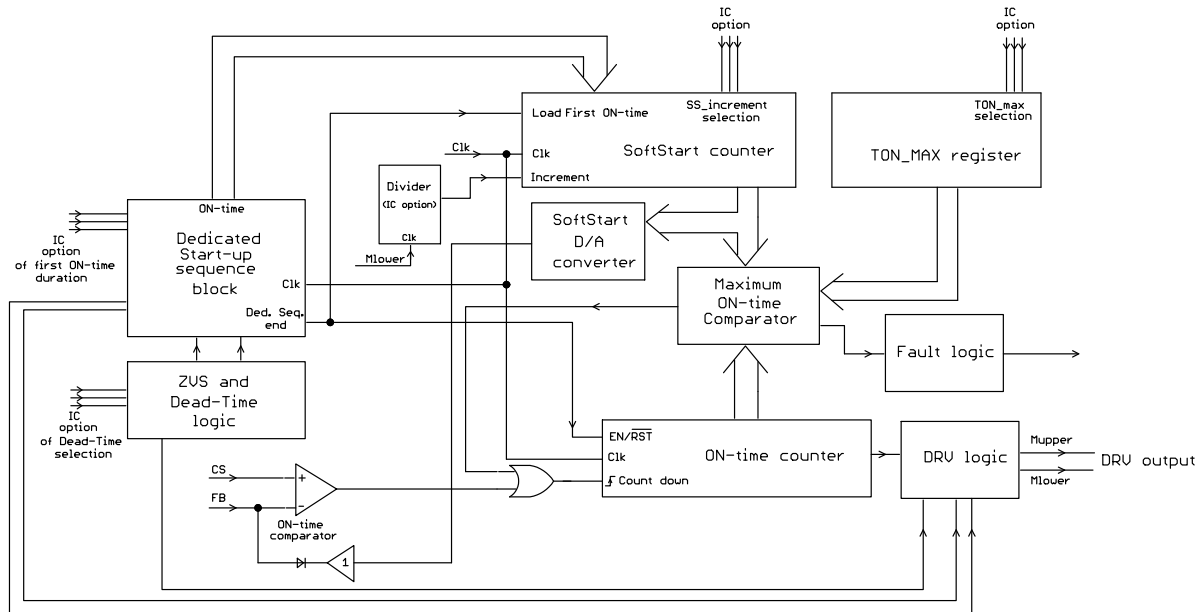 IC
option
IC
option
Load First ON-time
SS_increment
selection
TON_max
selection
Clk
Clk
SoftStart counter
TON_MAX register
Increment
Divider
(IC option)
Clk
Mlower
ON-time
Dedicated
Start-up
sequence
block
IC
option
of first ON-time
duration
Clk
Ded. Seq.
end
SoftStart
D/A
converter
Maximum
ON-time
Comparator
Fault logic
ZVS and
Dead-Time
logic
IC
option
of Dead-Time
selection
EN/RST
Clk
Count down
ON-time counter
DRV logic
Mupper
Mlower
DRV output
CS
+
FB
-
ON-time
comparator
1